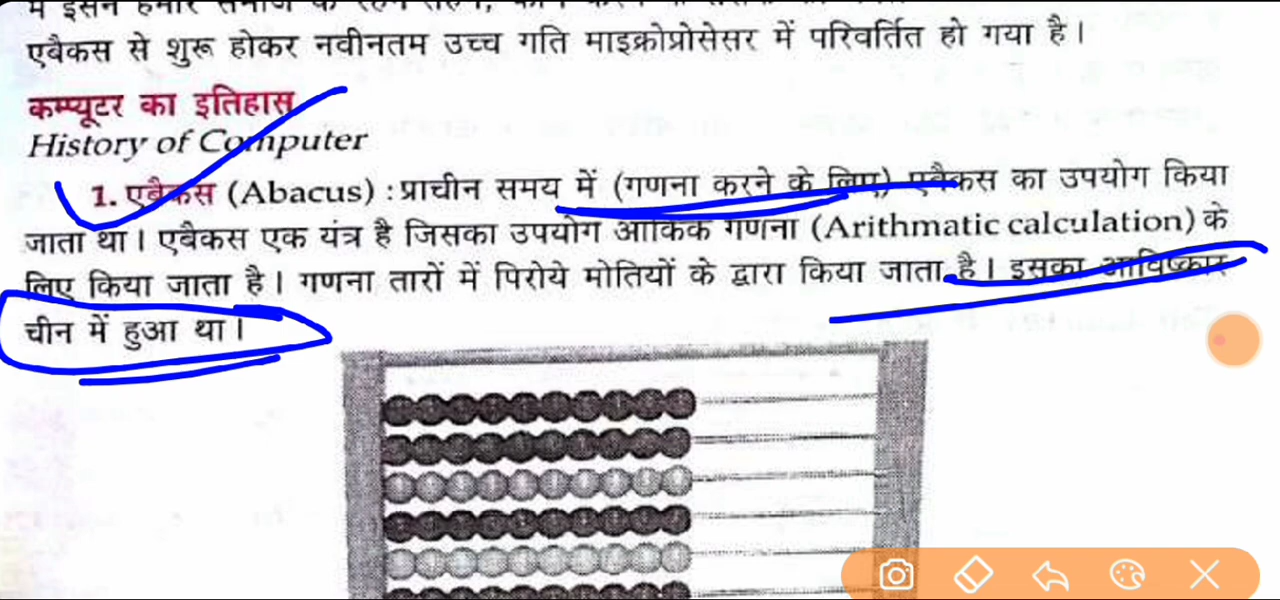 एबैकस से शुरू होकर नवीनतम उच्च गति माइक्रोप्रोसेसर में परिवर्तित हो गया है।
कम्प्यूटर का इतिहास
History of Computer
1. एबैकस (Abacus) : प्राचीन समय में (गणना करने के लिए) एबैकस का उपयोग किया
जाता था। एबैकस एक यंत्र है जिसका उपयोग आंकिक गणना (Arithmatic calculation) के
लिए किया जाता है। गणना तारों में पिरोये मोतियों के द्वारा किया जाता है। इसका आविष्कार
चीन में हुआ था।